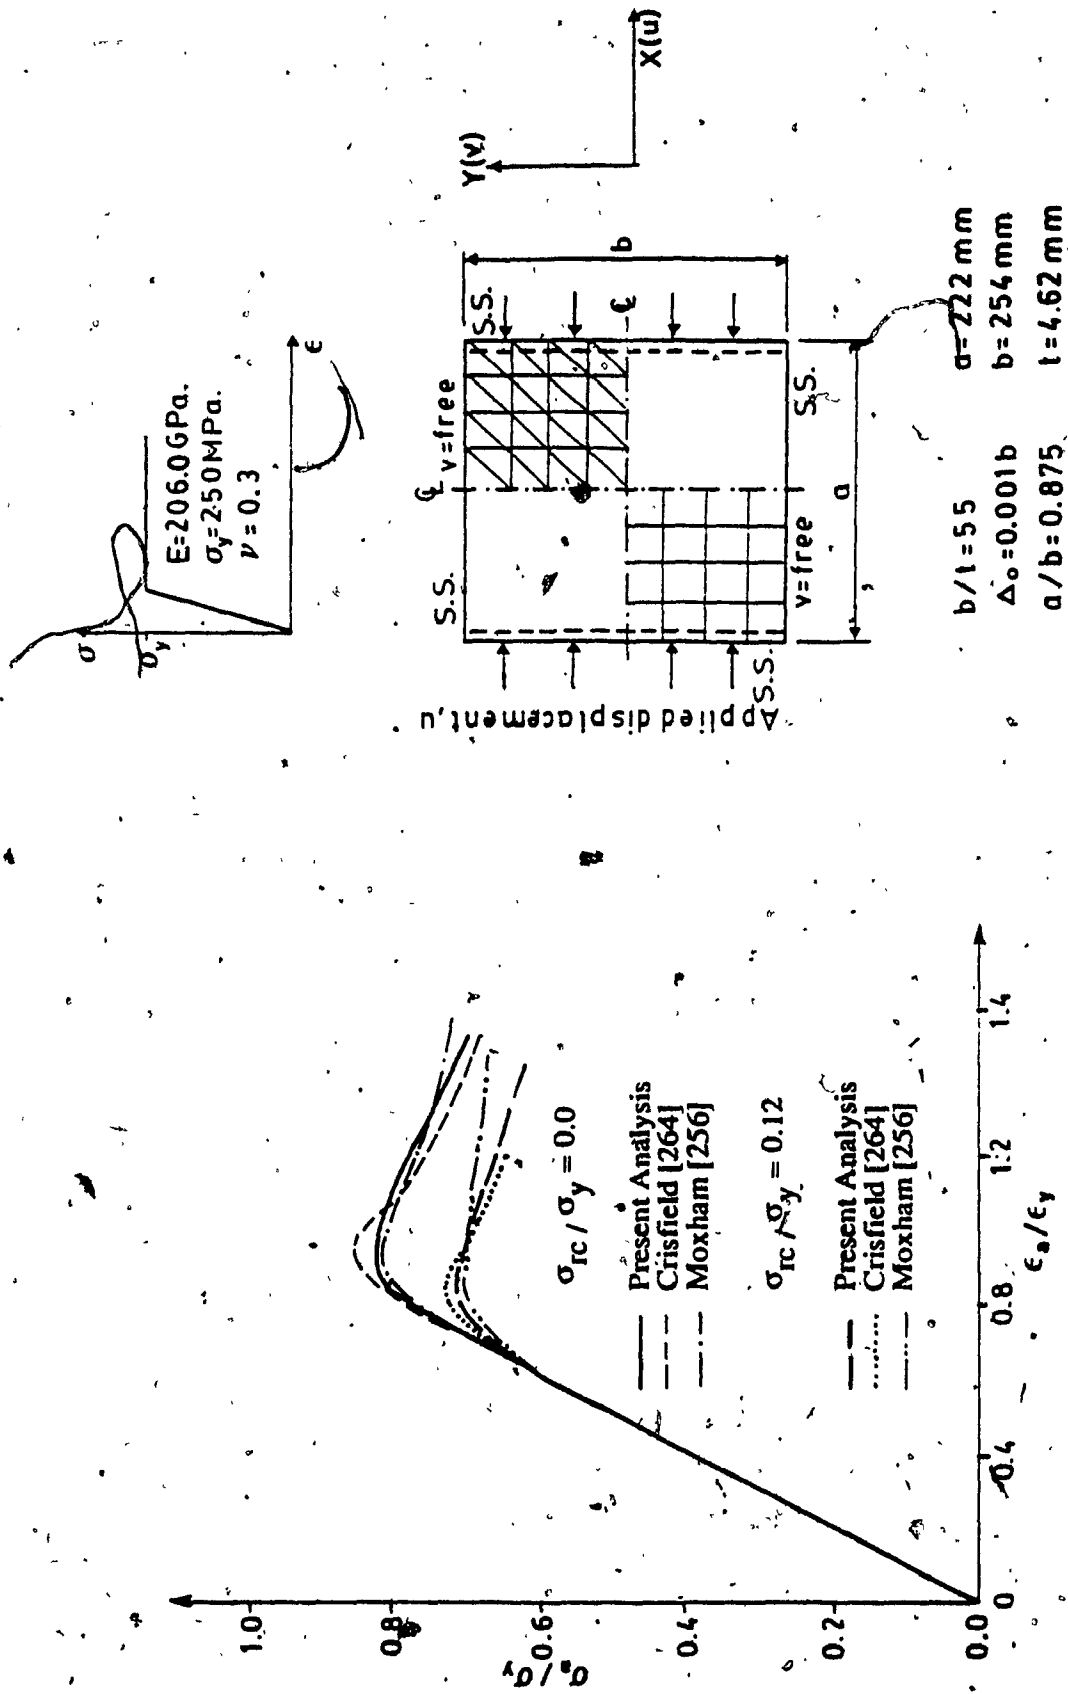 σ
σy
ϵ
E=206.0GPa.
σy=250MPa.
ν=0.3
Y(v)
X(u)
Applied displacement,u
S.S.
℄
v=free
S.S.
b
℄
S.S.
v=free
a
S.S.
b/t=55
a=222mm
Δo=0.001b
b=254mm
a/b=0.875
t=4.62mm
σa/σy
1.0
0.8
0.6
0.4
0.2
0.0
0
0.4
0.8
1.2
1.4
ϵa/ϵy
σrc/σy=0.0
Present Analysis
Crisfield [264]
Moxham [256]
σrc/σy=0.12
Present Analysis
Crisfield [264]
Moxham [256]